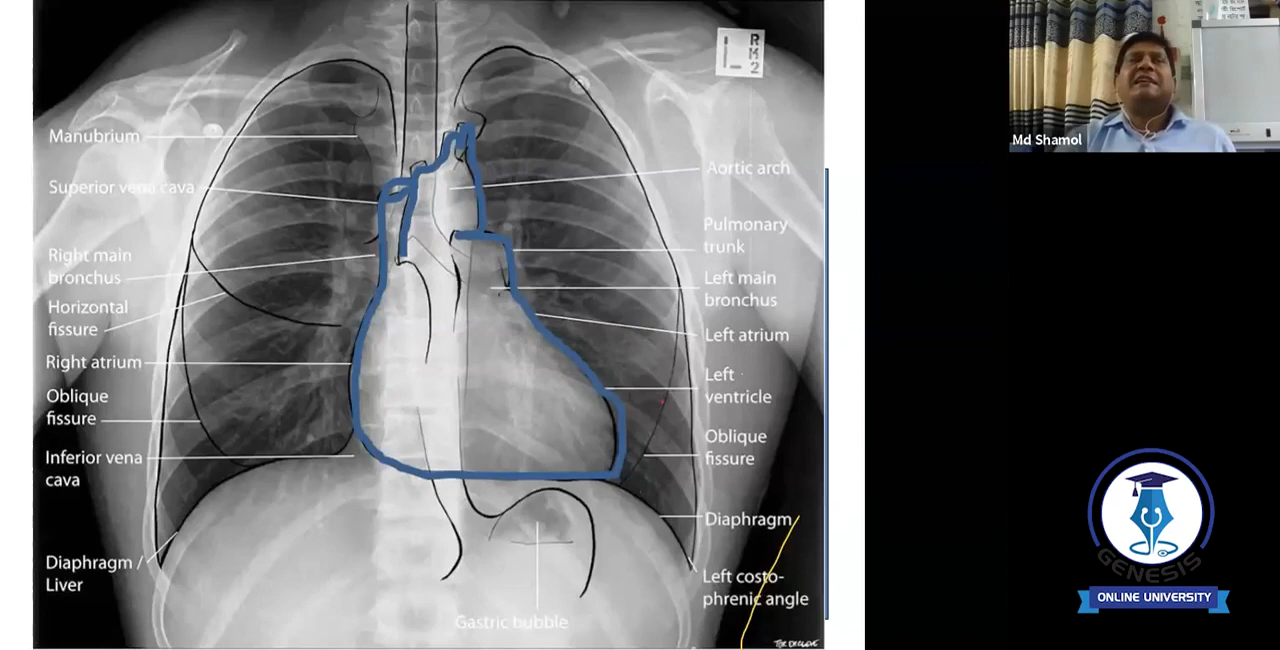 L
RH2
Manubrium
Superior vena cava
Right main
bronchus
Horizontal
fissure
Right atrium
Oblique
fissure
Inferior vena
cava
Diaphragm /
Liver
Aortic arch
Pulmonary
trunk
Left main
bronchus
Left atrium
Left
ventricle
Oblique
fissure
Diaphragm
Left costo-
phrenic angle
Gastric bubble
Md Shamol
GENESIS
ONLINE UNIVERSITY